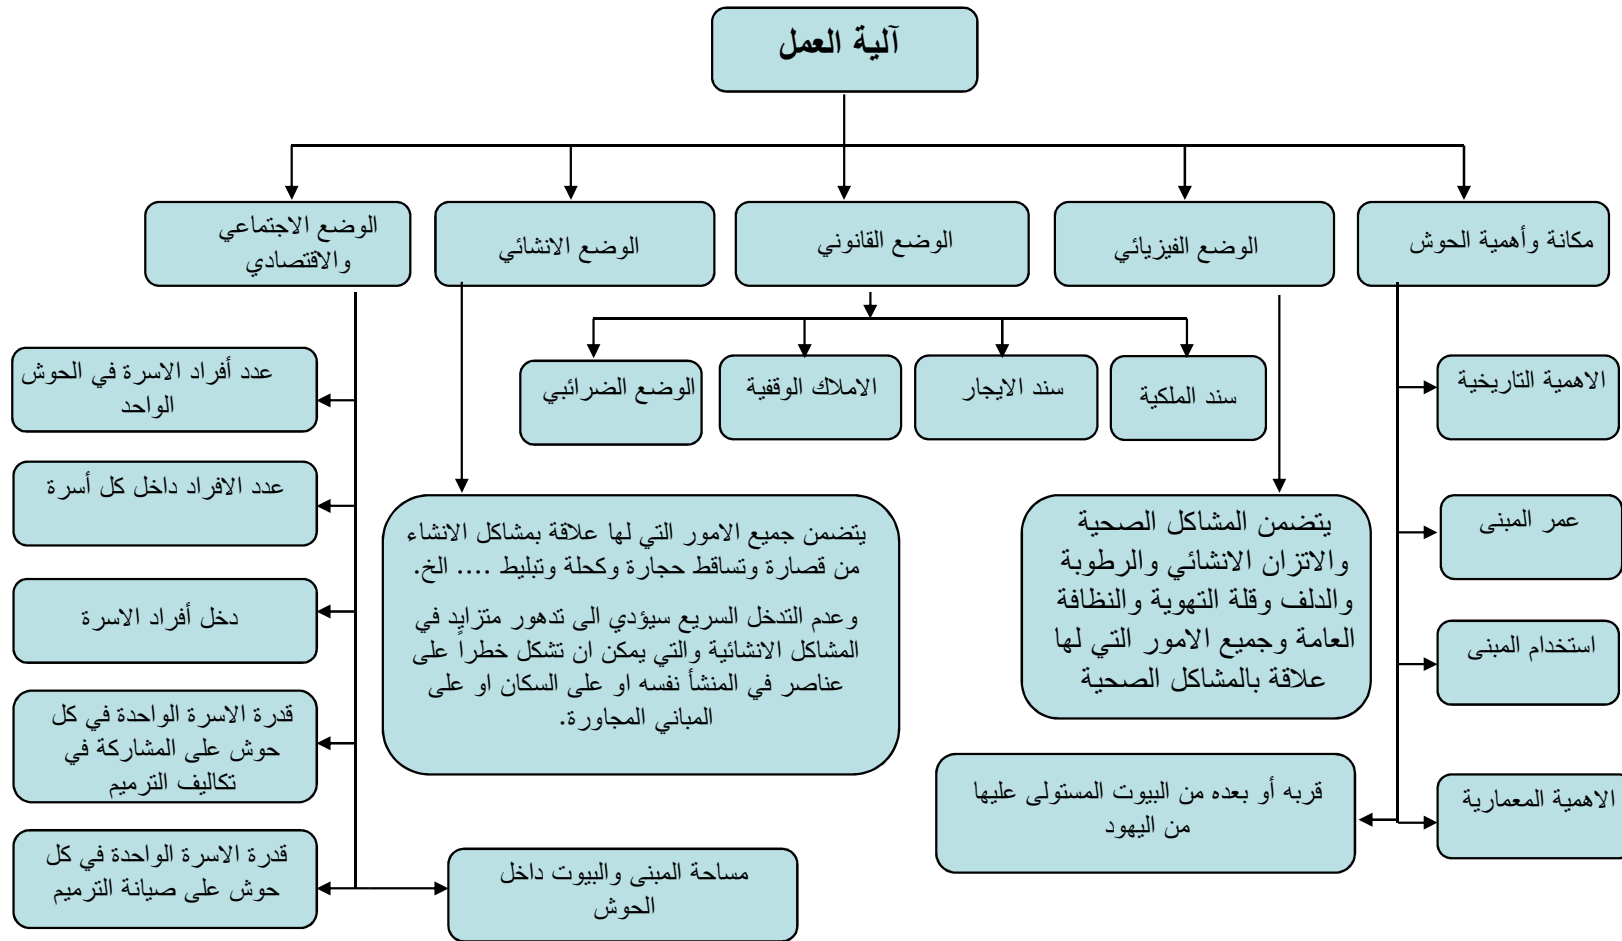 آلية العمل
مكانة وأهمية الحوش
الوضع الفيزيائي
الوضع القانوني
الوضع الانشائي
الوضع الاجتماعي
والاقتصادي
الاهمية التاريخية
عمر المبنى
استخدام المبنى
الاهمية المعمارية
قربه أو بعده من البيوت المستولى عليها
من اليهود
يتضمن المشاكل الصحية
والاتزان الانشائي والرطوبة
والدلف وقلة التهوية والنظافة
العامة وجميع الامور التي لها
علاقة بالمشاكل الصحية
سند الملكية
سند الايجار
الاملاك الوقفية
الوضع الضرائبي
يتضمن جميع الامور التي لها علاقة بمشاكل الانشاء
من قصارة وتساقط حجارة وكحلة وتبليط .... الخ.
وعدم التدخل السريع سيؤدي الى تدهور متزايد في
المشاكل الانشائية والتي يمكن ان تشكل خطراً على
عناصر في المنشأ نفسه او على السكان او على
المباني المجاورة.
عدد أفراد الاسرة في الحوش
الواحد
عدد الافراد داخل كل أسرة
دخل أفراد الاسرة
قدرة الاسرة الواحدة في كل
حوش على المشاركة في
تكاليف الترميم
قدرة الاسرة الواحدة في كل
حوش على صيانة الترميم
مساحة المبنى والبيوت داخل
الحوش